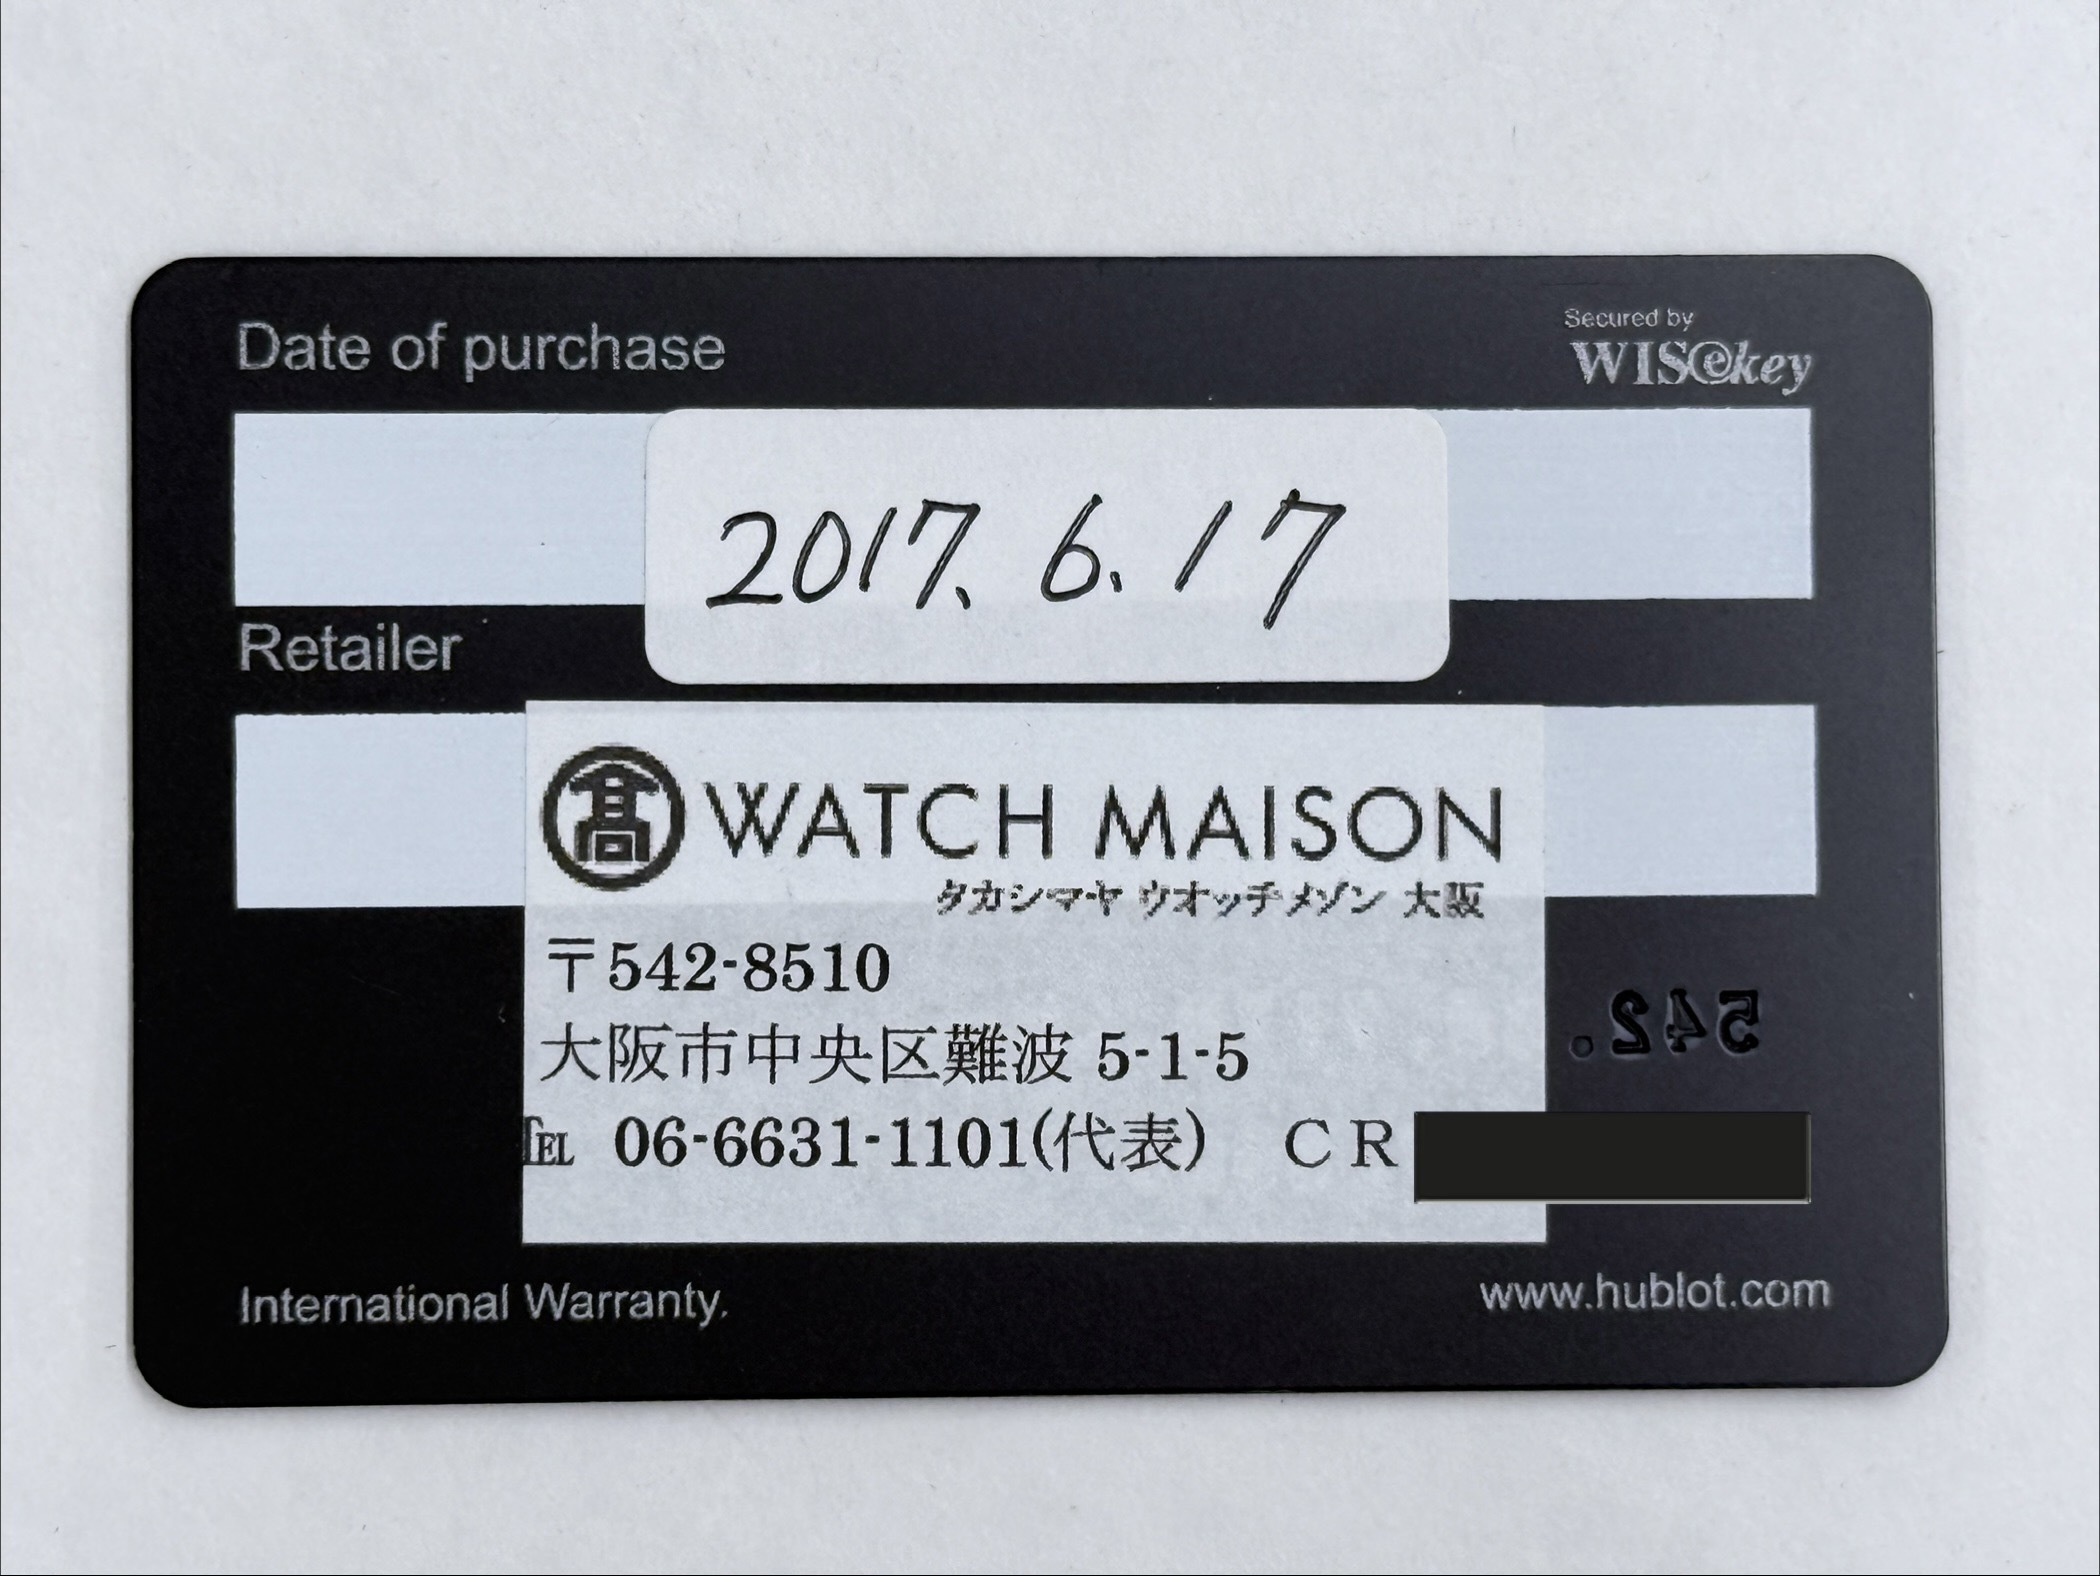 Date of purchase
Secured by
WISekey
2017. 6. 17
Retailer
髙 WATCH MAISON
タカシマヤ ウオッチメゾン 大阪
〒542-8510
大阪市中央区難波 5-1-5
542.
TEL 06-6631-1101(代表) CR
International Warranty.
www.hublot.com